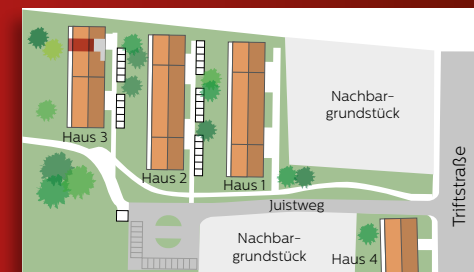 Nachbar-
grundstück
Haus 3
Haus 2
Haus 1
Triftstraße
Juistweg
Nachbar-
grundstück
Haus 4